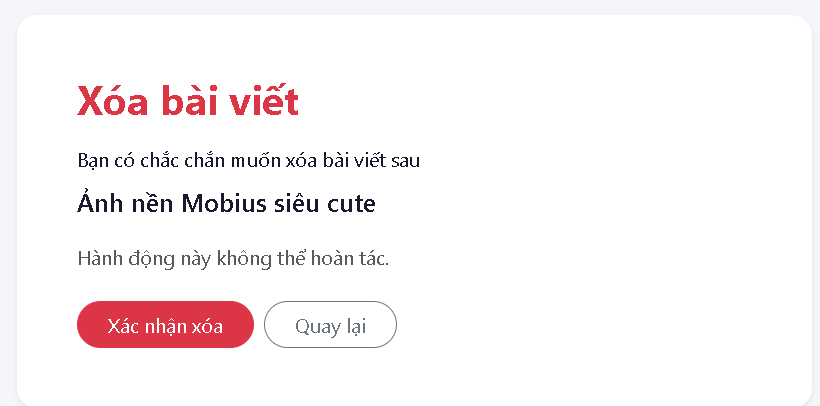 Xóa bài viết
Bạn có chắc chắn muốn xóa bài viết sau
Ảnh nền Mobius siêu cute
Hành động này không thể hoàn tác.
Xác nhận xóa
Quay lại